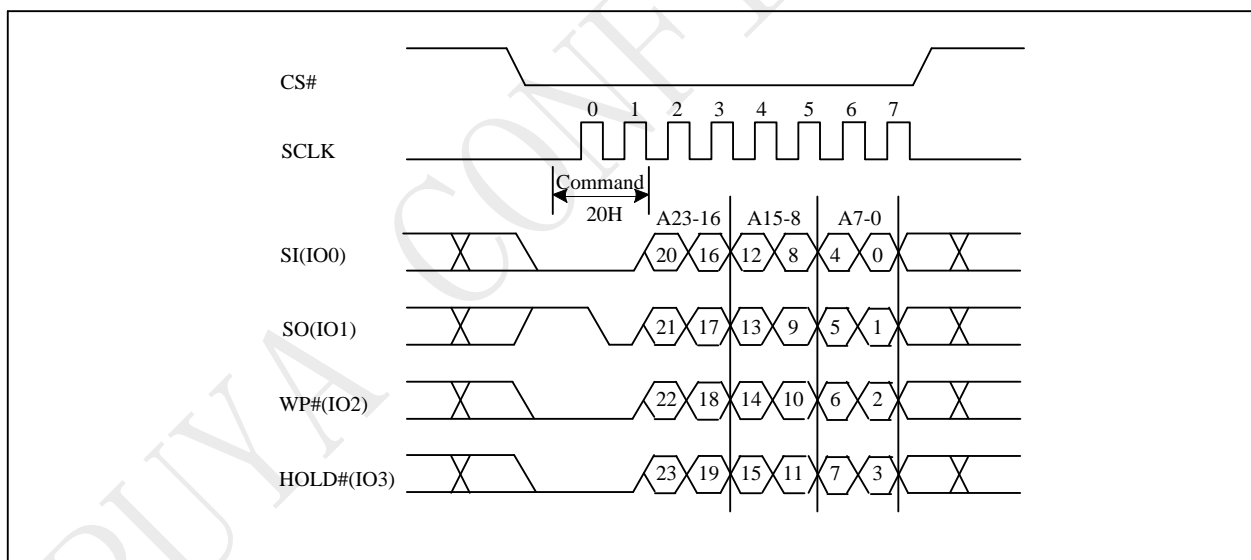 CS#
0 1 2 3 4 5 6 7
SCLK
Command
20H
A23-16 A15-8 A7-0
SI(IO0) 20 16 12 8 4 0
SO(IO1) 21 17 13 9 5 1
WP#(IO2) 22 18 14 10 6 2
HOLD#(IO3) 23 19 15 11 7 3
PUYA CONF